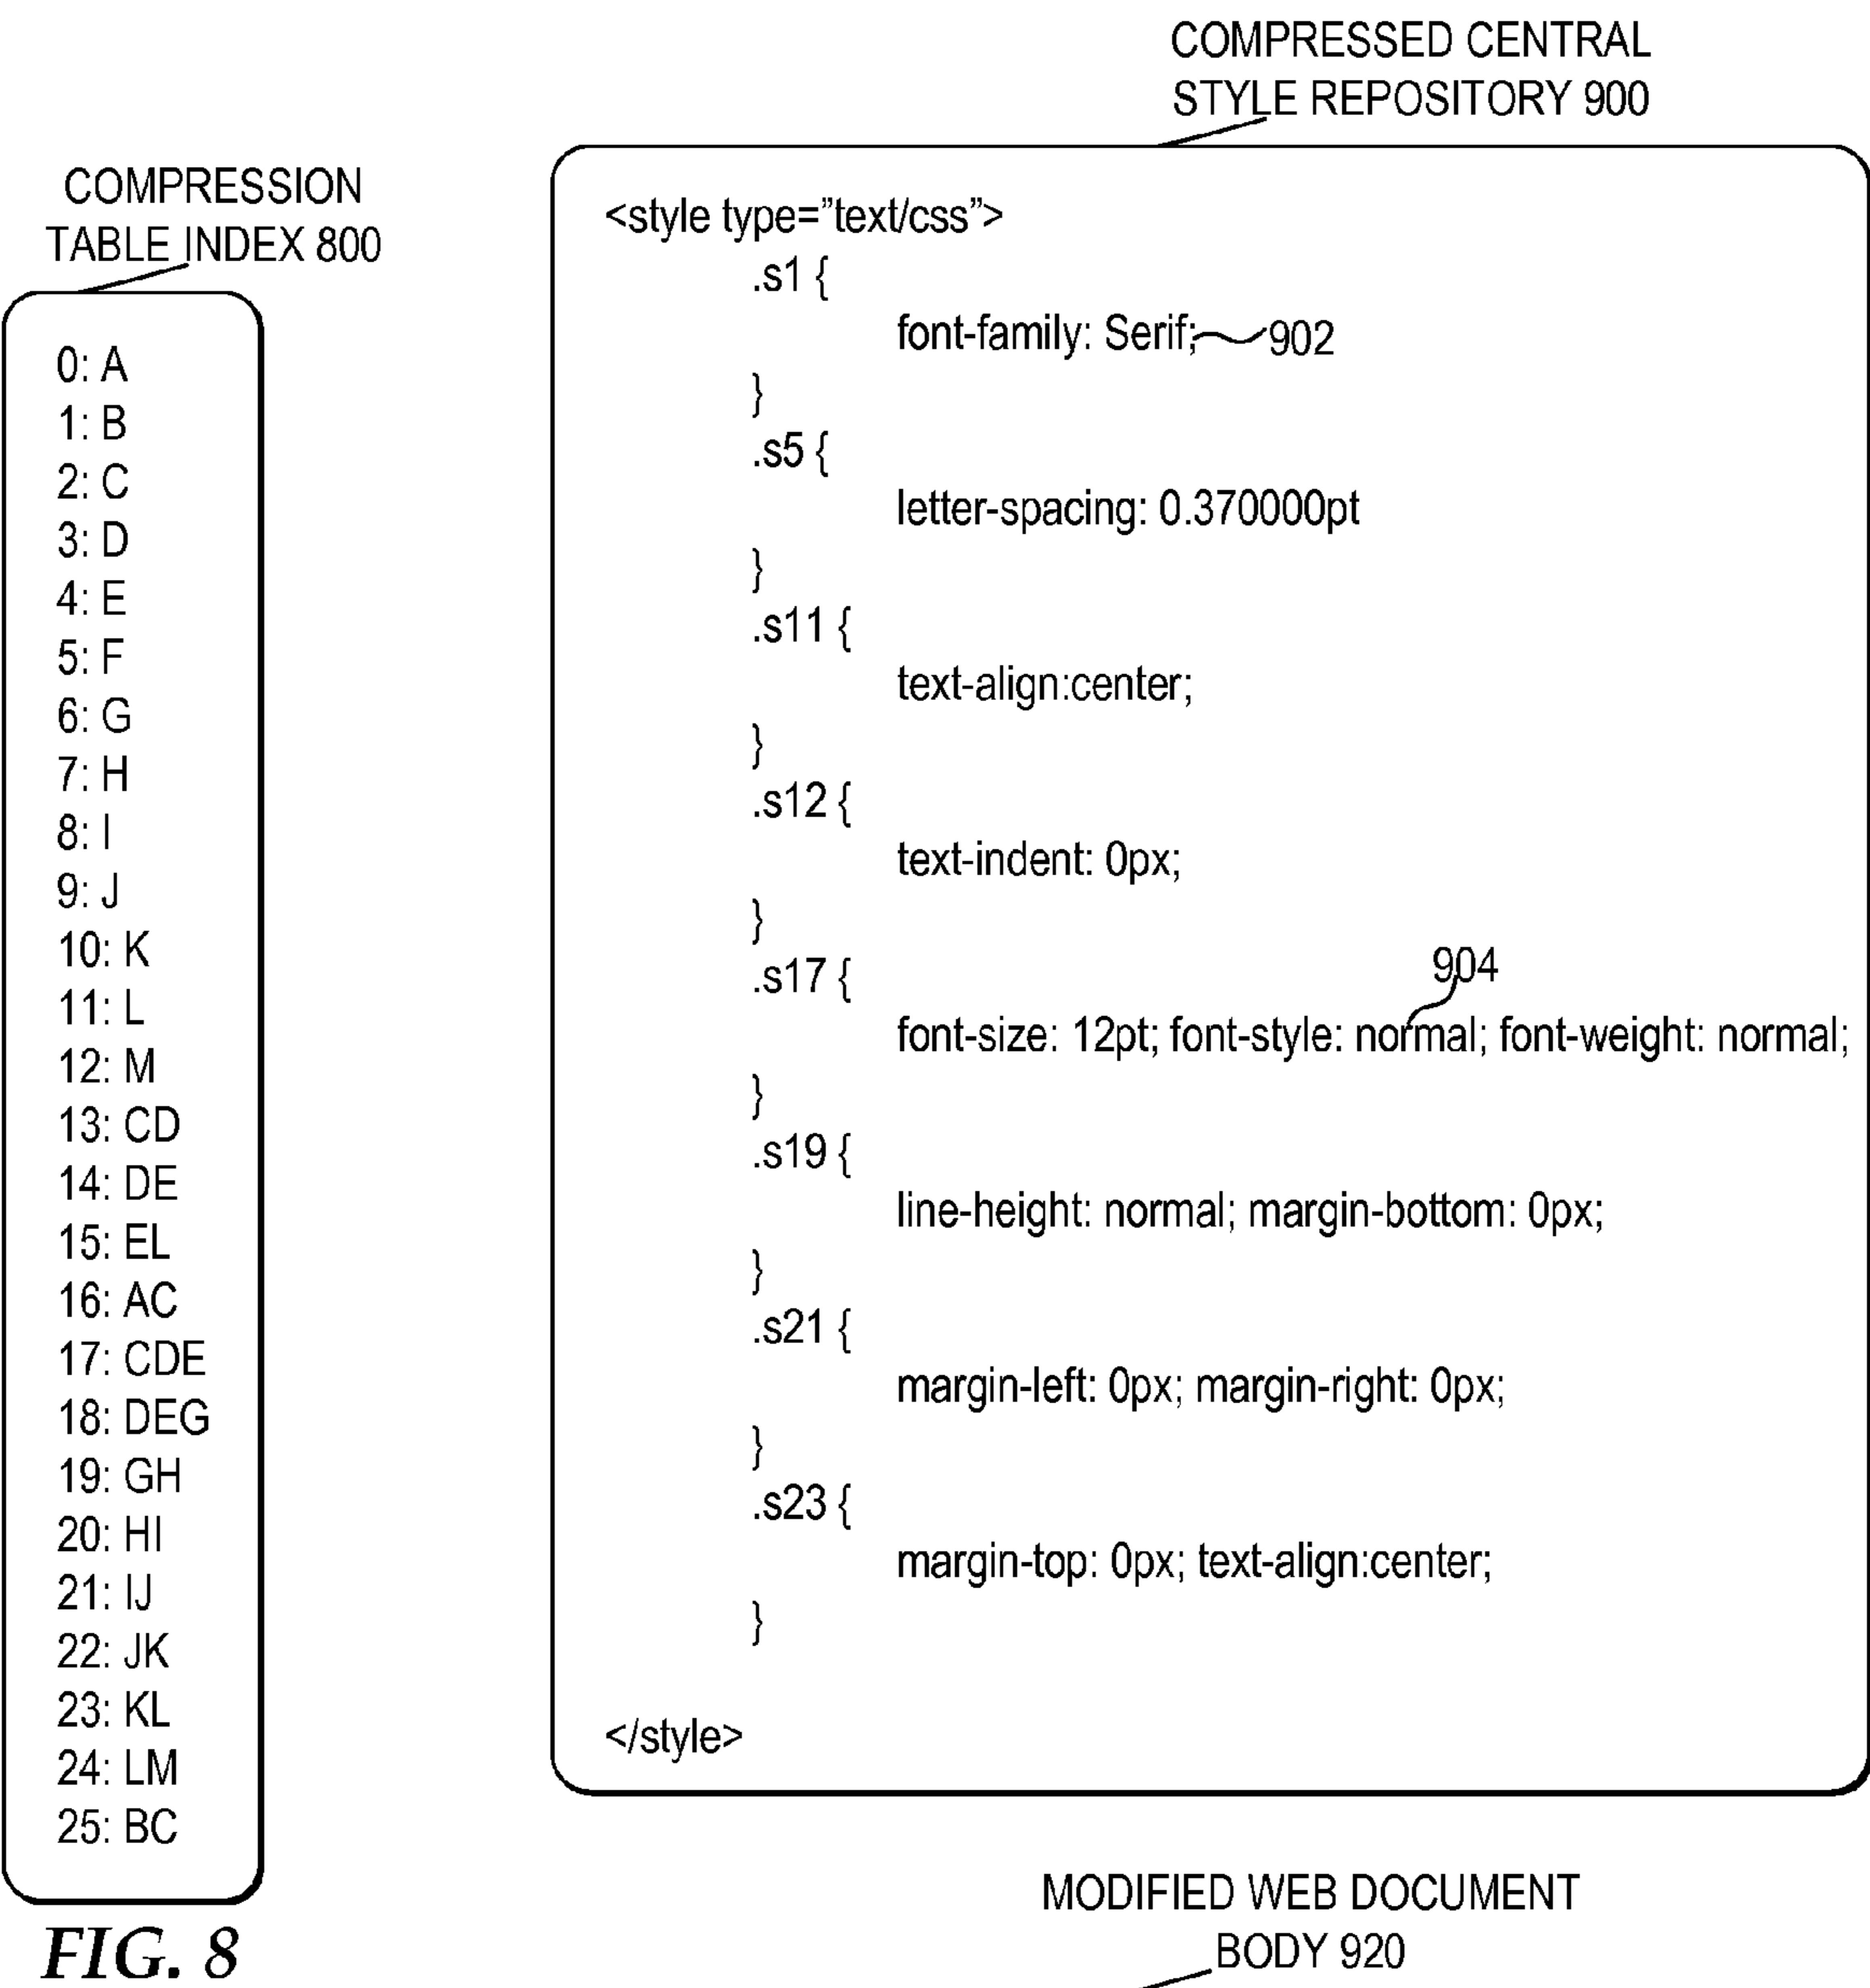 COMPRESSION
TABLE INDEX 800
0: A
1: B
2: C
3: D
4: E
5: F
6: G
7: H
8: I
9: J
10: K
11: L
12: M
13: CD
14: DE
15: EL
16: AC
17: CDE
18: DEG
19: GH
20: HI
21: IJ
22: JK
23: KL
24: LM
25: BC
FIG. 8
COMPRESSED CENTRAL
STYLE REPOSITORY 900
<style type=”text/css”>
.s1 {
font-family: Serif; 902
}
.s5 {
letter-spacing: 0.370000pt
}
.s11 {
text-align:center;
}
.s12 {
text-indent: 0px;
}
.s17 {
904
font-size: 12pt; font-style: normal; font-weight: normal;
}
.s19 {
line-height: normal; margin-bottom: 0px;
}
.s21 {
margin-left: 0px; margin-right: 0px;
}
.s23 {
margin-top: 0px; text-align:center;
}
</style>
MODIFIED WEB DOCUMENT
BODY 920